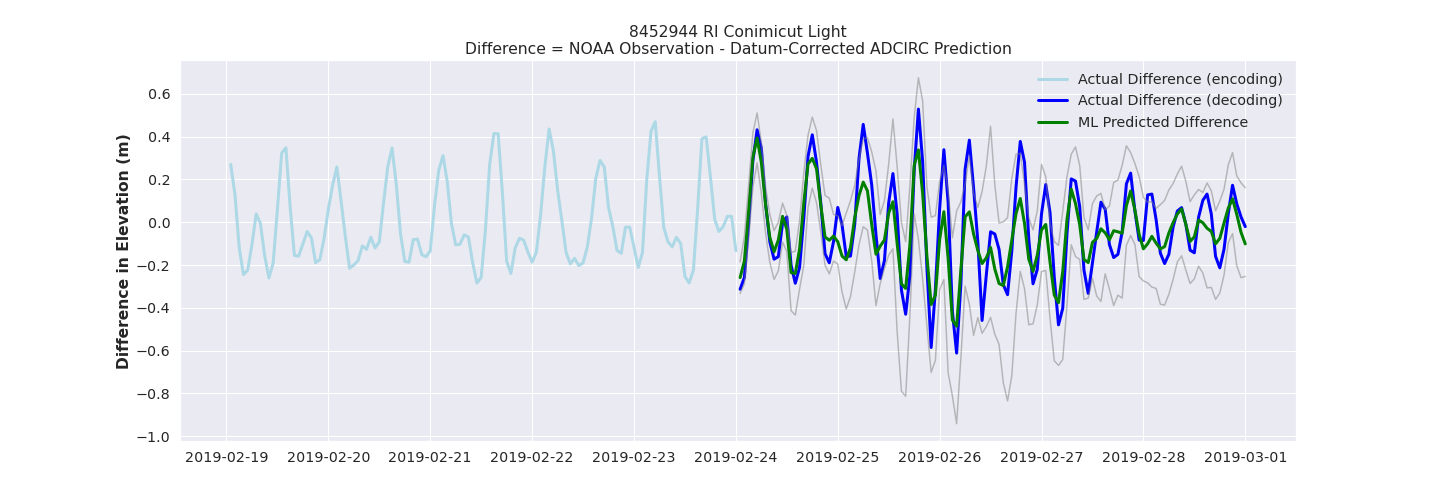 8452944 RI Conimicut Light
Difference = NOAA Observation - Datum-Corrected ADCIRC Prediction
Difference in Elevation (m)
0.6
0.4
0.2
0.0
−0.2
−0.4
−0.6
−0.8
−1.0
Actual Difference (encoding)
Actual Difference (decoding)
ML Predicted Difference
2019-02-19 2019-02-20 2019-02-21 2019-02-22 2019-02-23 2019-02-24 2019-02-25 2019-02-26 2019-02-27 2019-02-28 2019-03-01